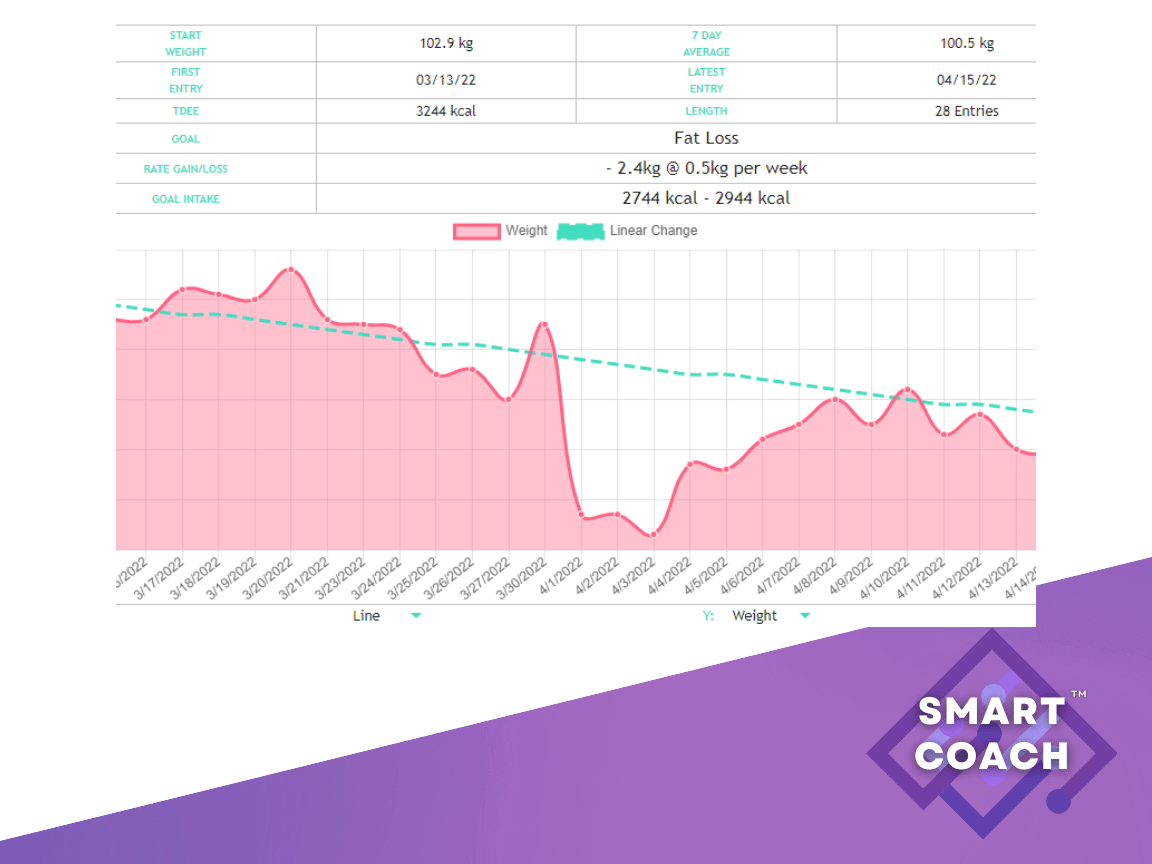 START
WEIGHT
102.9 kg
7 DAY
AVERAGE
100.5 kg
FIRST
ENTRY
03/13/22
LATEST
ENTRY
04/15/22
TDEE
3244 kcal
LENGTH
28 Entries
GOAL
Fat Loss
RATE GAIN/LOSS
- 2.4kg @ 0.5kg per week
GOAL INTAKE
2744 kcal - 2944 kcal
Weight
Linear Change
3/17/2022
3/18/2022
3/19/2022
3/20/2022
3/21/2022
3/23/2022
3/24/2022
3/25/2022
3/26/2022
3/27/2022
3/30/2022
4/1/2022
4/2/2022
4/3/2022
4/4/2022
4/5/2022
4/6/2022
4/7/2022
4/8/2022
4/9/2022
4/10/2022
4/11/2022
4/12/2022
4/13/2022
4/14/2
Line
Y: Weight
SMART™
COACH